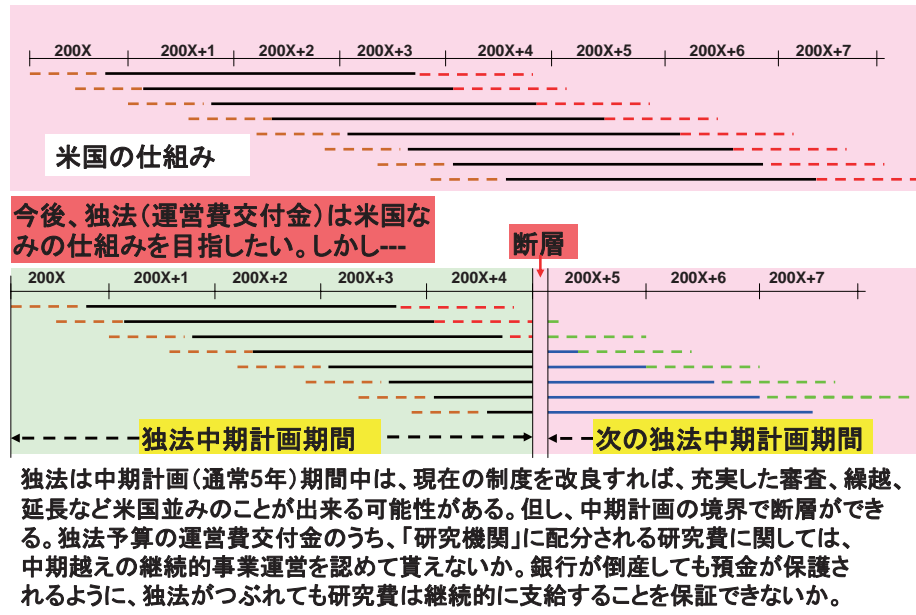 200X 200X+1 200X+2 200X+3 200X+4 200X+5 200X+6 200X+7
米国の仕組み
今後、独法(運営費交付金)は米国な
みの仕組みを目指したい。しかし---
断層
200X 200X+1 200X+2 200X+3 200X+4 200X+5 200X+6 200X+7
独法中期計画期間 次の独法中期計画期間
独法は中期計画(通常5年)期間中は、現在の制度を改良すれば、充実した審査、繰越、
延長など米国並みのことが出来る可能性がある。但し、中期計画の境界で断層ができ
る。独法予算の運営費交付金のうち、「研究機関」に配分される研究費に関しては、
中期越えの継続的事業運営を認めて貰えないか。銀行が倒産しても預金が保護さ
れるように、独法がつぶれても研究費は継続的に支給することを保証できないか。